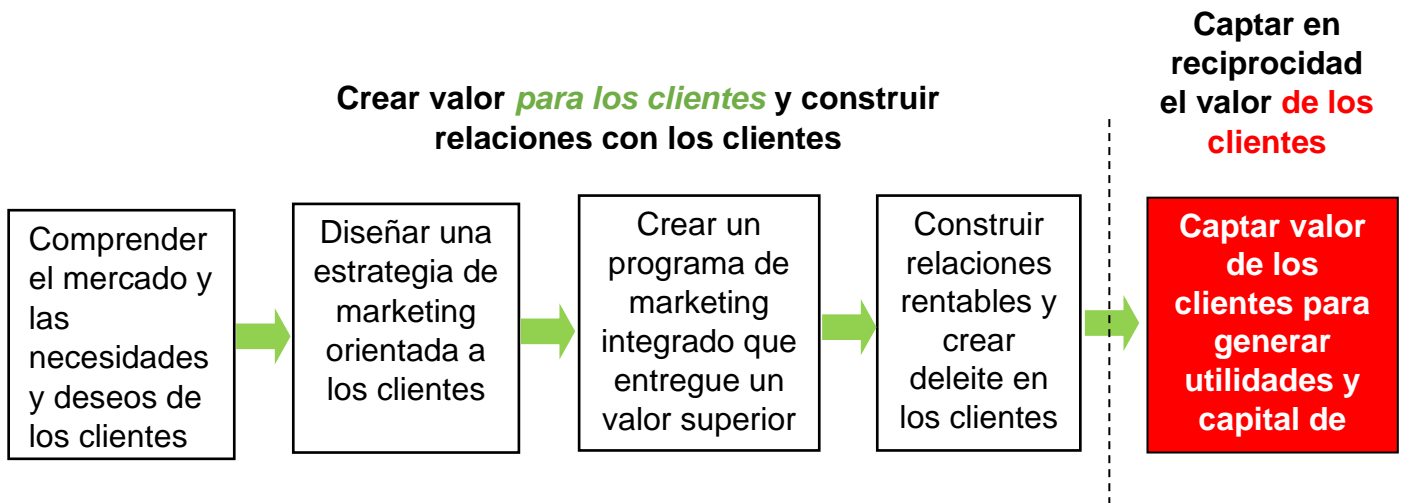 Crear valor para los clientes y construir
relaciones con los clientes
Captar en
reciprocidad
el valor de los
clientes
Comprender
el mercado y
las
necesidades
y deseos de
los clientes
Diseñar una
estrategia de
marketing
orientada a
los clientes
Crear un
programa de
marketing
integrado que
entregue un
valor superior
Construir
relaciones
rentables y
crear
deleite en
los clientes
Captar valor
de los
clientes para
generar
utilidades y
capital de